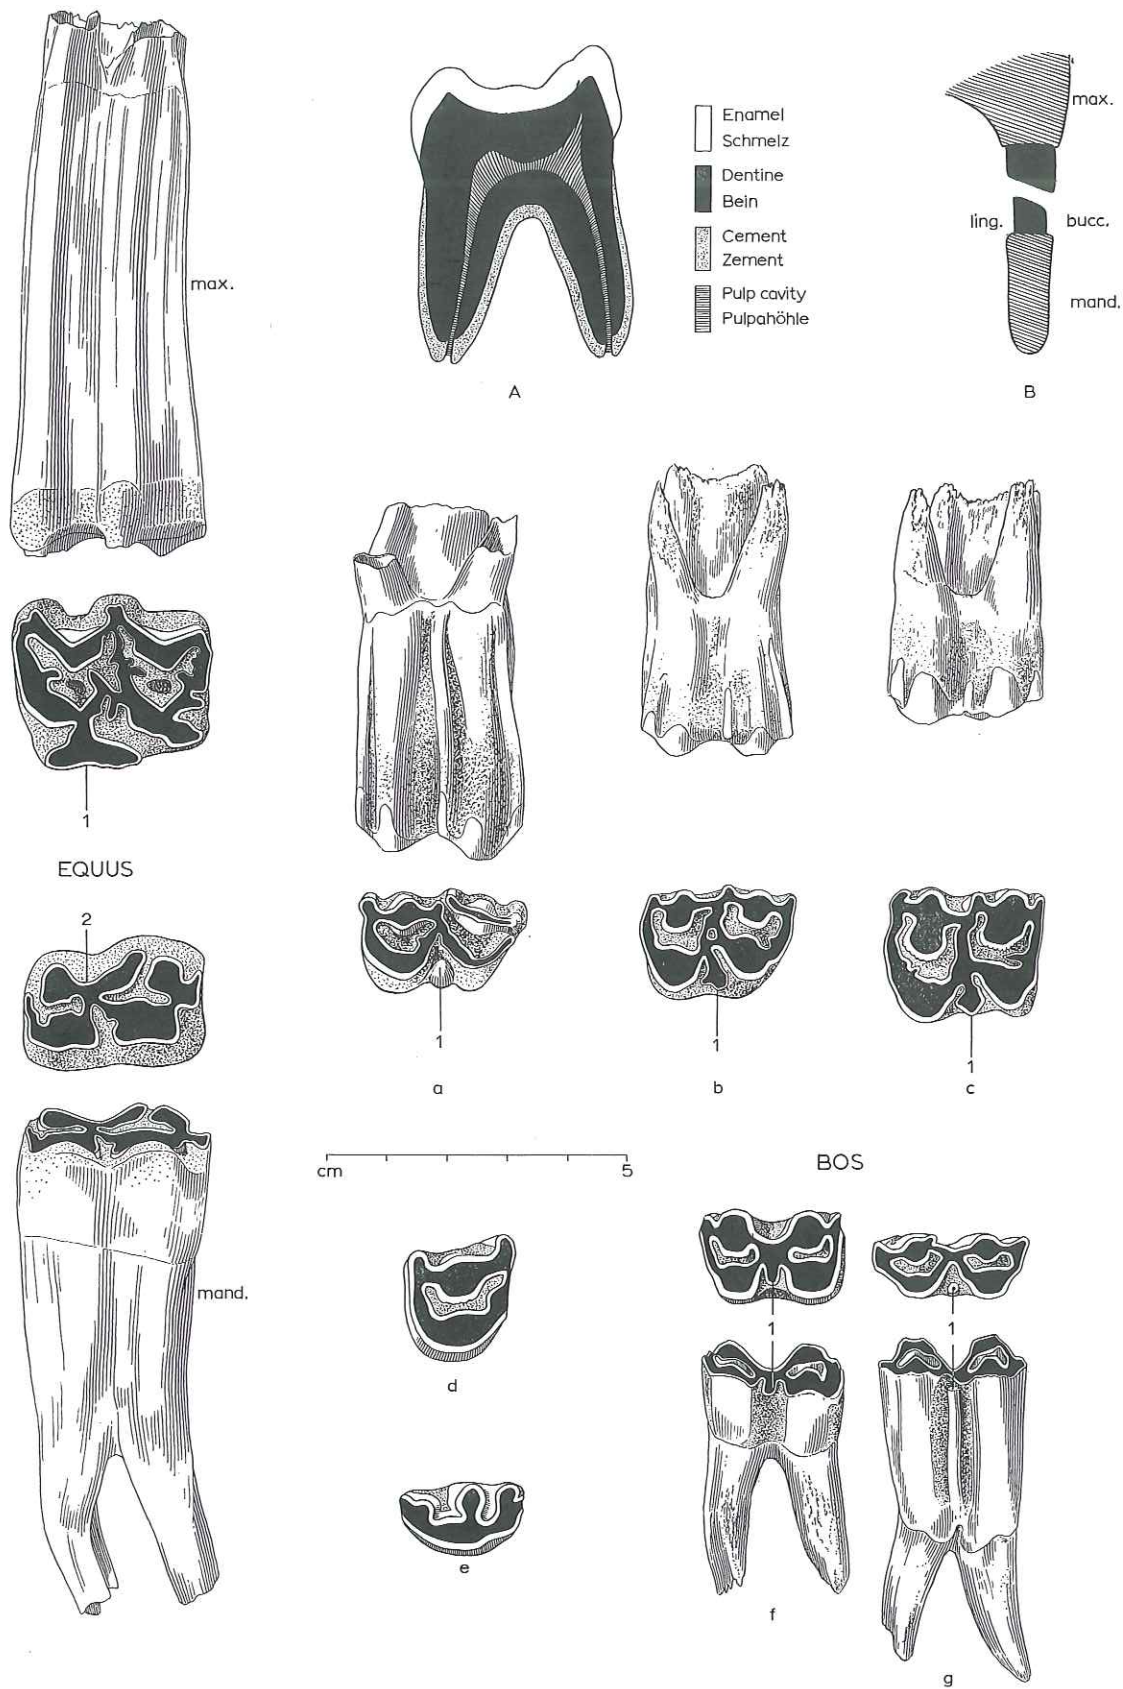 max.
Enamel
Schmelz
Dentine
Bein
Cement
Zement
Pulp cavity
Pulpahöhle
A
max.
ling.
bucc.
mand.
B
1
EQUUS
2
mand.
1
a
1
b
1
c
cm
5
BOS
d
e
1
f
1
g